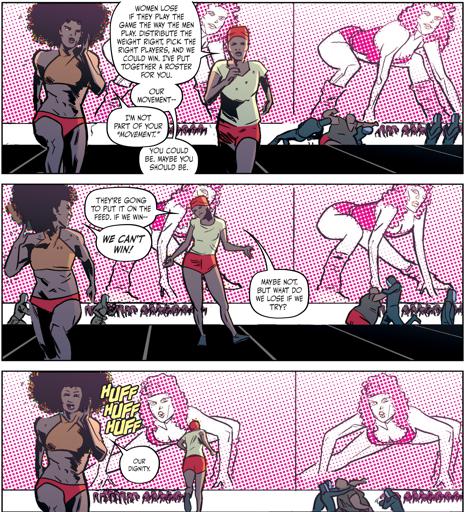 WOMEN LOSE
IF THEY PLAY THE
GAME THE WAY THE MEN
PLAY. DISTRIBUTE THE
WEIGHT RIGHT, PICK THE
RIGHT PLAYERS, AND WE
COULD WIN. I'VE PUT
TOGETHER A ROSTER
FOR YOU.
OUR
MOVEMENT--
I'M NOT
PART OF YOUR
"MOVEMENT."
YOU COULD
BE. MAYBE YOU
SHOULD BE.
THEY'RE GOING
TO PUT IT ON THE
FEED. IF WE WIN--
WE CAN'T
WIN!
MAYBE NOT.
BUT WHAT DO
WE LOSE IF WE
TRY?
HUFF
HUFF
HUFF
OUR
DIGNITY.